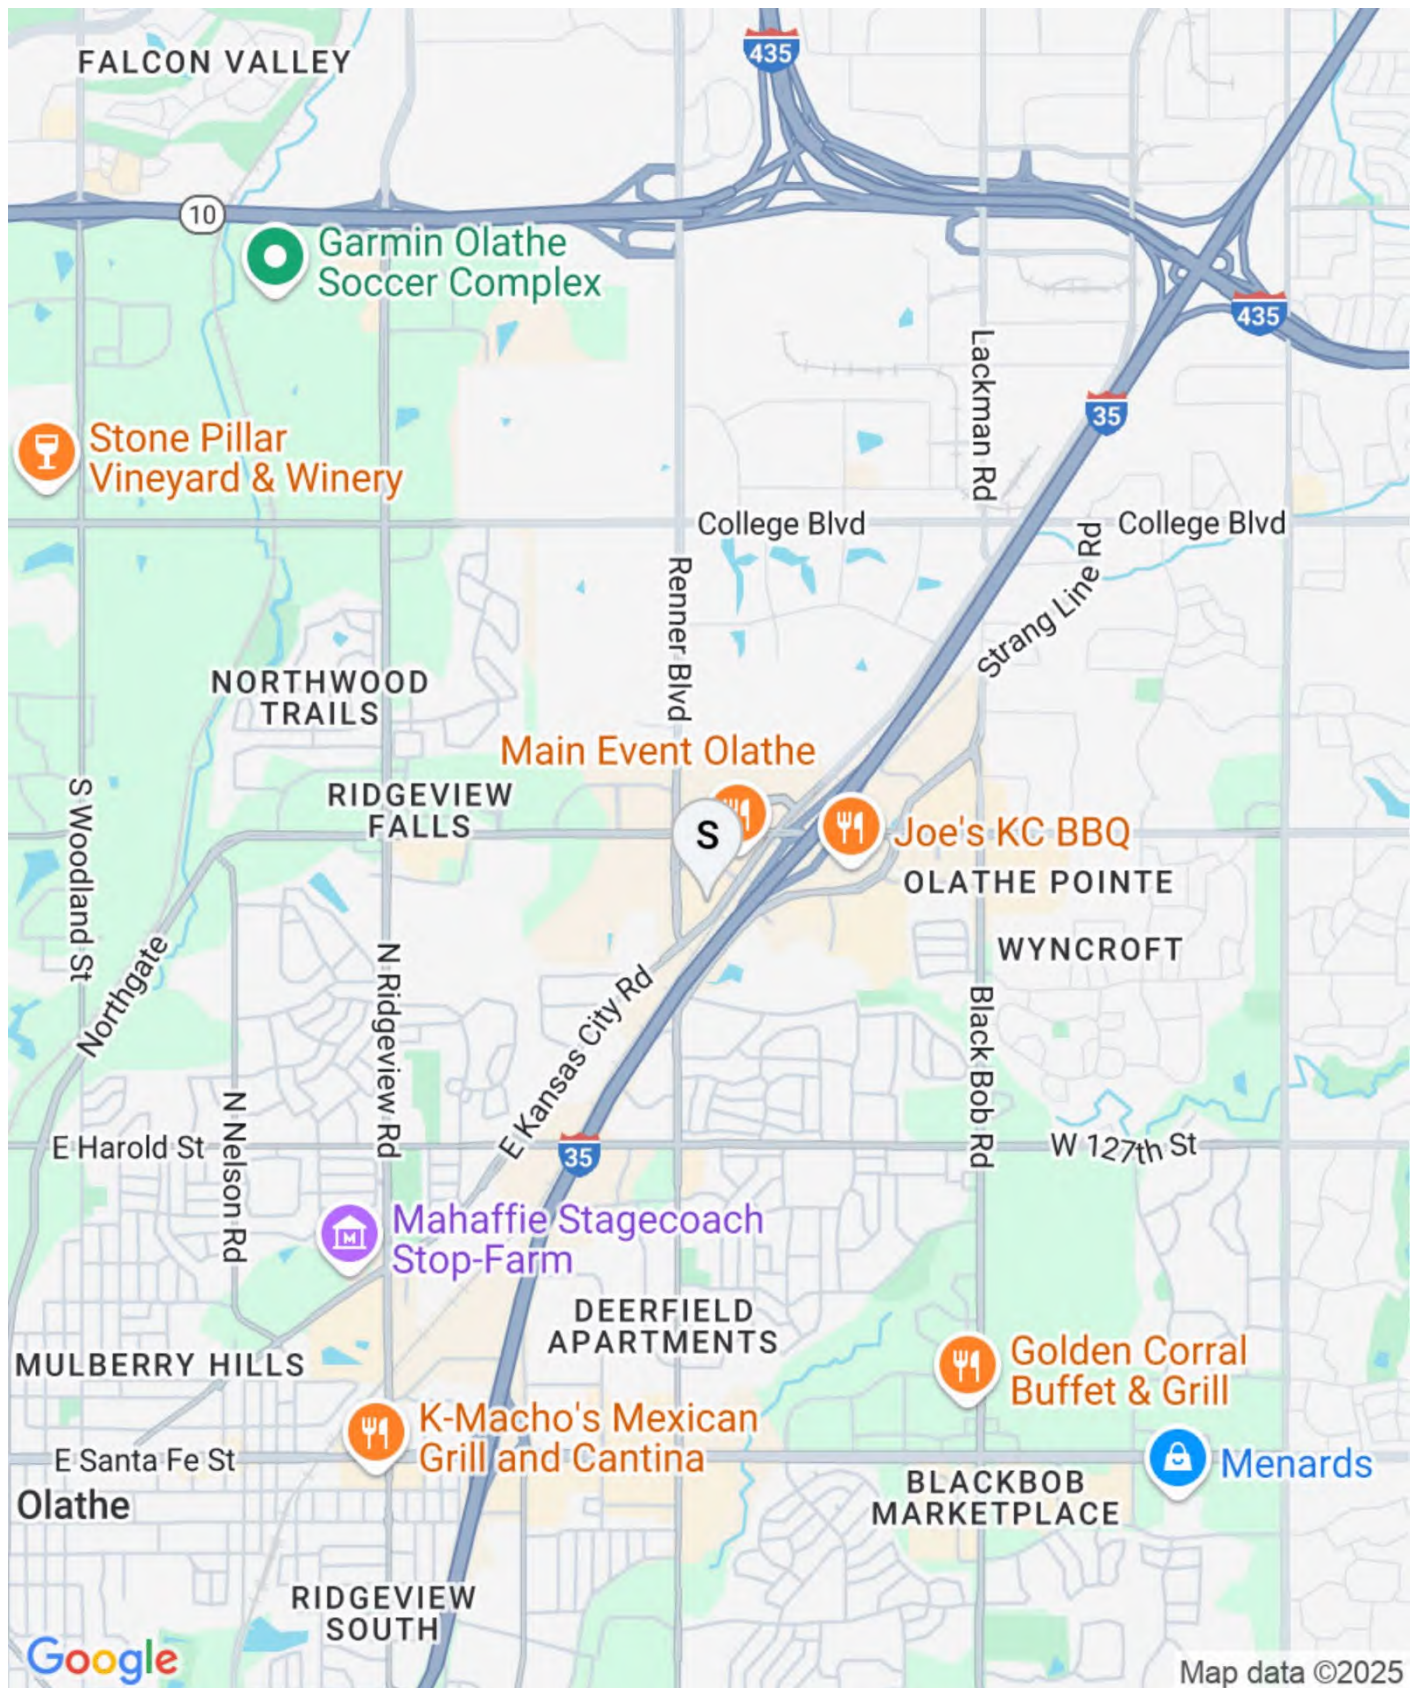 435
FALCON VALLEY
10
Garmin Olathe
Soccer Complex
435
Lackman Rd
35
Stone Pillar
Vineyard & Winery
College Blvd
College Blvd
Strang Line Rd
Renner Blvd
NORTHWOOD
TRAILS
Main Event Olathe
RIDGEVIEW
FALLS
S
Joe's KC BBQ
OLATHE POINTE
S Woodland St
WYNCROFT
Northgate
N Ridgeview Rd
E Kansas City Rd
Black Bob Rd
N Nelson Rd
E Harold St
35
W 127th St
M
Mahaffie Stagecoach
Stop-Farm
DEERFIELD
APARTMENTS
MULBERRY HILLS
Golden Corral
Buffet & Grill
K-Macho's Mexican
Grill and Cantina
E Santa Fe St
Menards
BLACKBOB
MARKETPLACE
Olathe
RIDGEVIEW
SOUTH
Google
Map data ©2025